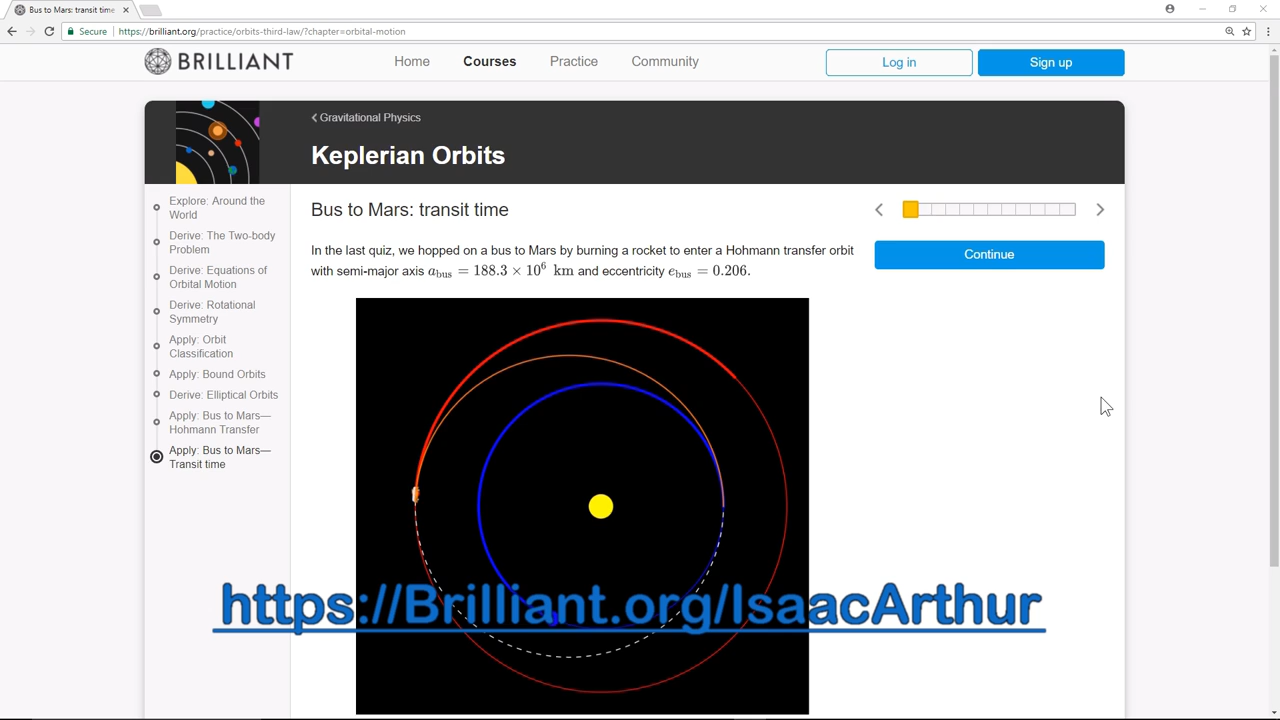 Bus to Mars: transit time
Secure
https://brilliant.org/practice/orbits-third-law/?chapter=orbital-motion
BRILLIANT
Home
Courses
Practice
Community
Log in
Sign up
Gravitational Physics
Keplerian Orbits
Explore: Around the
World
Derive: The Two-body
Problem
Derive: Equations of
Orbital Motion
Derive: Rotational
Symmetry
Apply: Orbit
Classification
Apply: Bound Orbits
Derive: Elliptical Orbits
Apply: Bus to Mars—
Hohmann Transfer
Apply: Bus to Mars—
Transit time
Bus to Mars: transit time
In the last quiz, we hopped on a bus to Mars by burning a rocket to enter a Hohmann transfer orbit
with semi-major axis a_bus = 188.3 × 10⁶ km and eccentricity e_bus = 0.206.
Continue
https://Brilliant.org/IsaacArthur